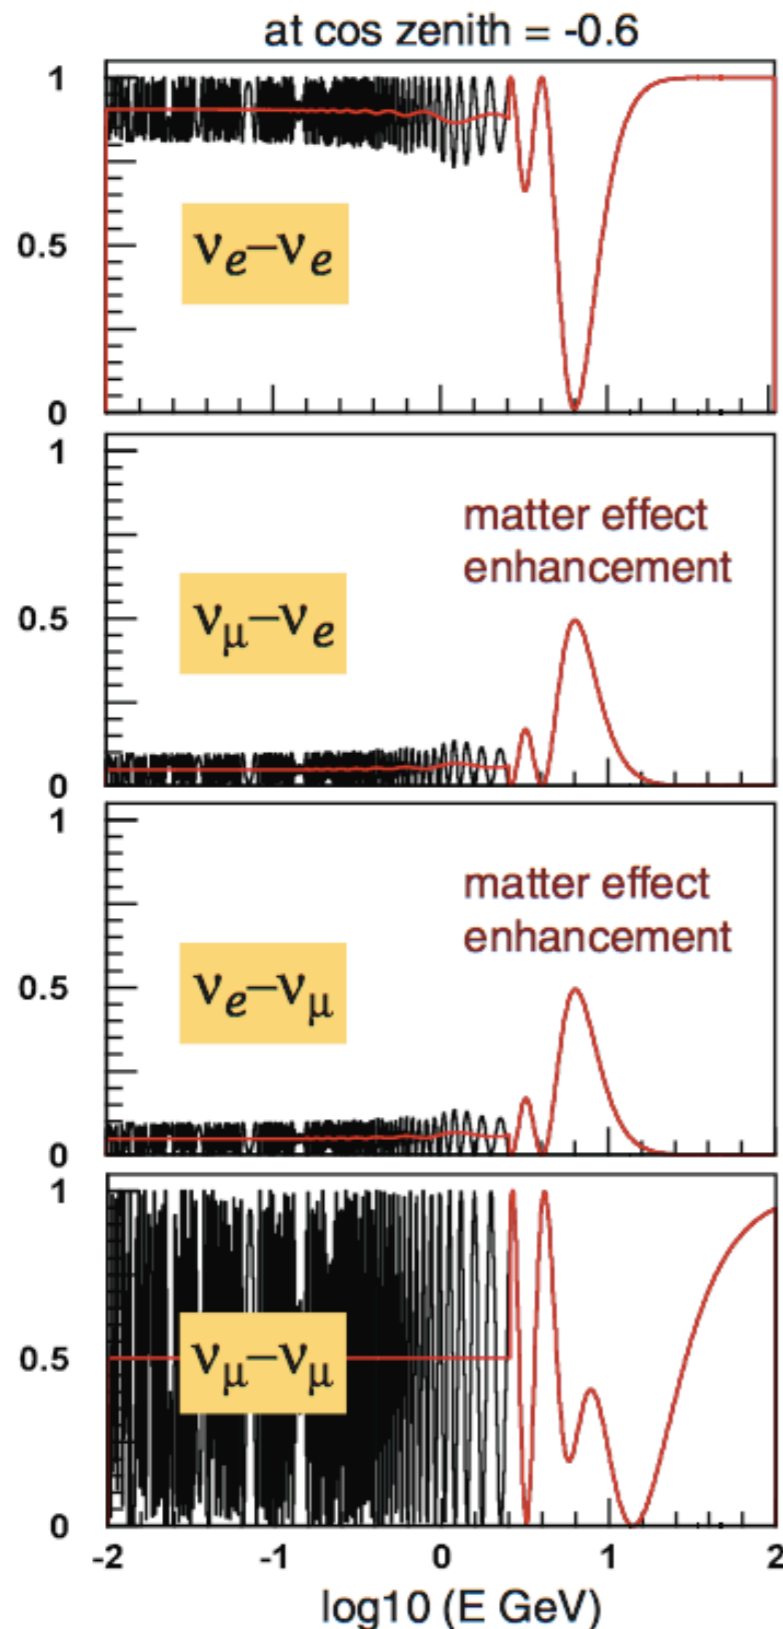 at cos zenith = -0.6
1
0.5
0
νe–νe
1
0.5
0
matter effect
enhancement
νμ–νe
1
0.5
0
matter effect
enhancement
νe–νμ
1
0.5
0
νμ–νμ
-2
-1
0
1
2
log10 (E GeV)